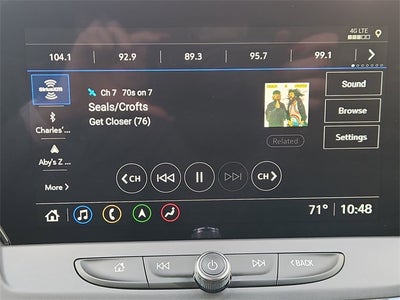 4G LTE
104.1 92.9 89.3 95.7 99.1
SiriusXM
Ch 7 70s on 7
Seals/Crofts
Get Closer (76)
Sound
Charles'...
Browse
Aby's Z ...
Related
Settings
More
CH CH
71° 10:48
BACK